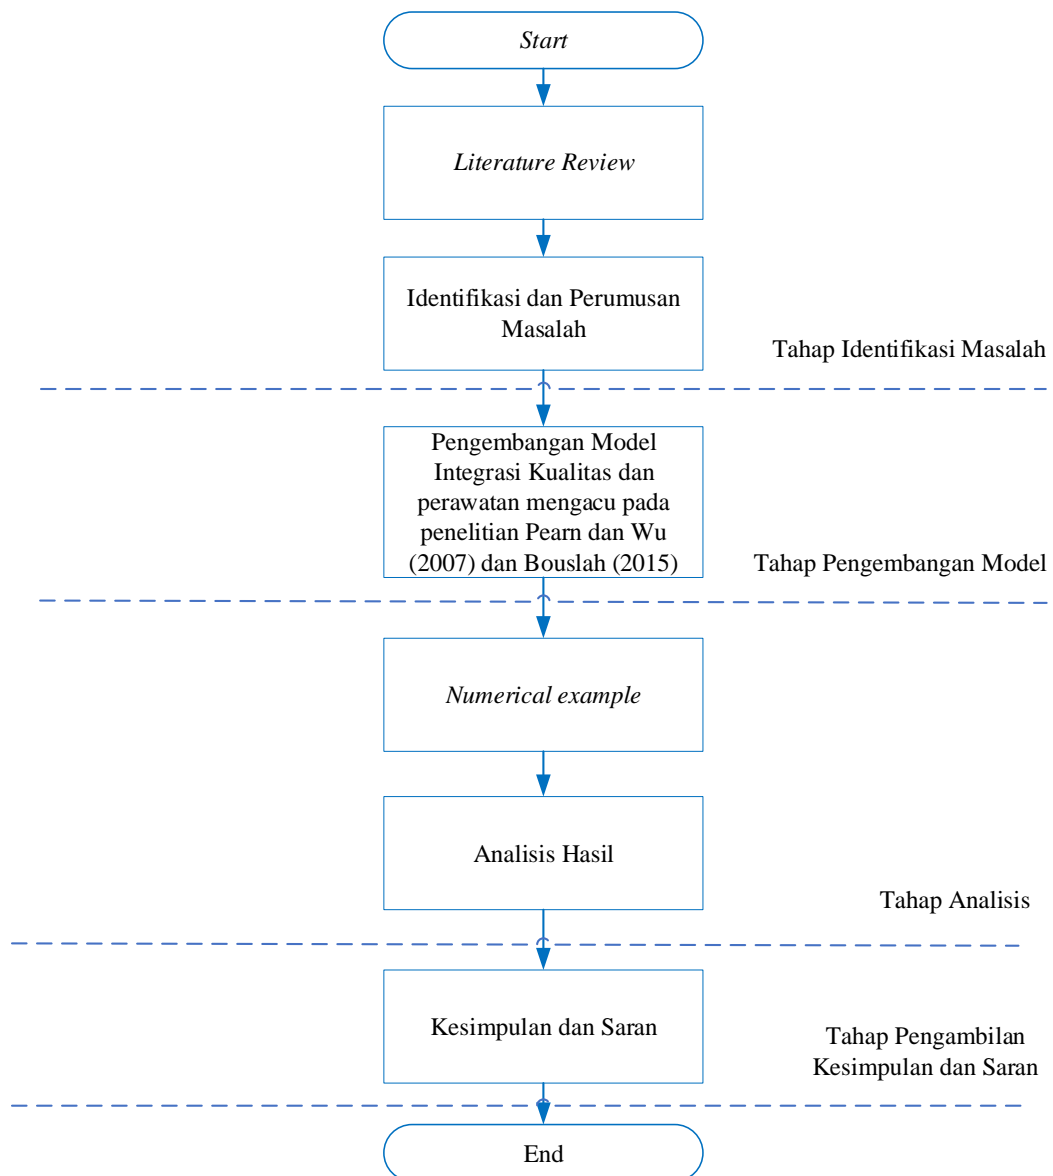 Start
Literature Review
Identifikasi dan Perumusan
Masalah
Tahap Identifikasi Masalah
Pengembangan Model
Integrasi Kualitas dan
perawatan mengacu pada
penelitian Pearn dan Wu
(2007) dan Bouslah (2015)
Tahap Pengembangan Model
Numerical example
Analisis Hasil
Tahap Analisis
Kesimpulan dan Saran
Tahap Pengambilan
Kesimpulan dan Saran
End